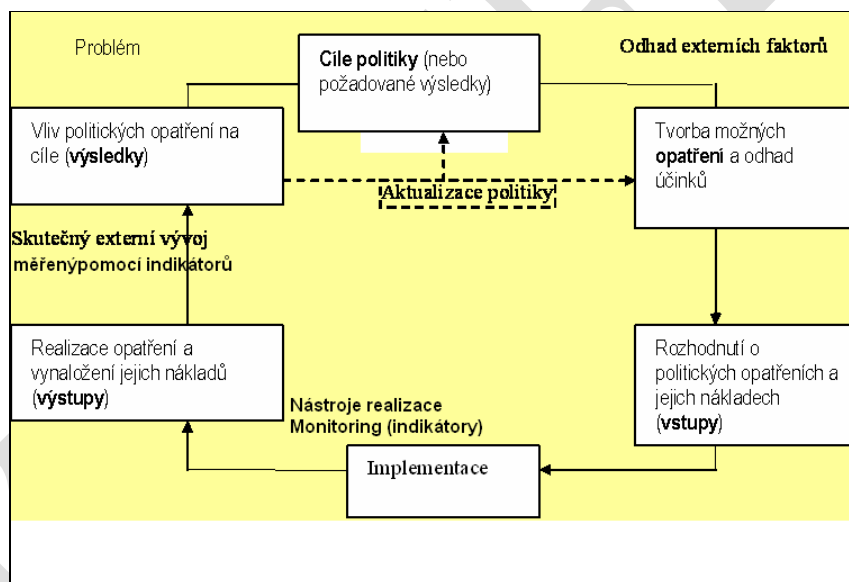 Problém
Cíle politiky (nebo
požadované výsledky)
Odhad externích faktorů
Vliv politických opatření na
cíle (výsledky)
Tvorba možných
opatření a odhad
účinků
Aktualizace politiky
Skutečný externí vývoj
měřenýpomocí indikátorů
Realizace opatření a
vynaložení jejich nákladů
(výstupy)
Rozhodnutí o
politických opatřeních a
jejich nákladech
(vstupy)
Nástroje realizace
Monitoring (indikátory)
Implementace